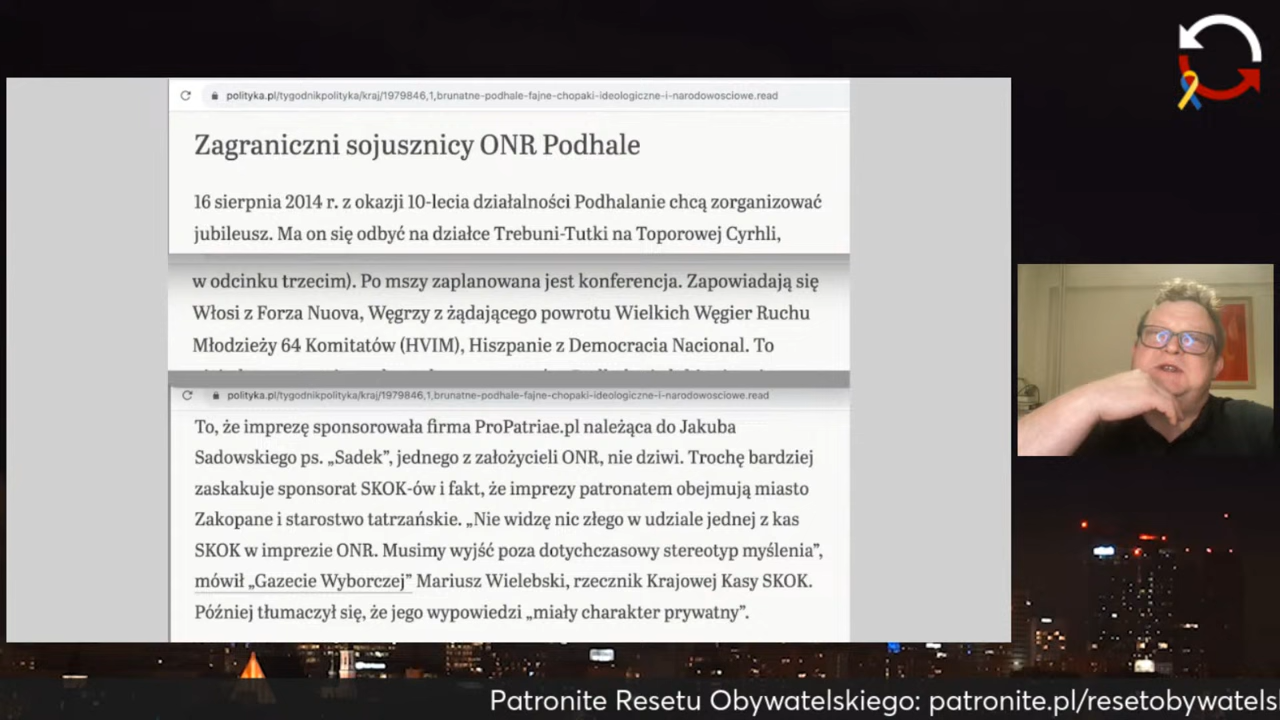 polityka.pl/tygodnikpolityka/kraj/1979846,1,brunatne-podhale-fajne-chopaki-ideologiczne-i-narodowosciowe.read
Zagraniczni sojusznicy ONR Podhale
16 sierpnia 2014 r. z okazji 10-lecia działalności Podhalanie chcą zorganizować
jubileusz. Ma on się odbyć na działce Trebuni-Tutki na Toporowej Cyrhli,
w odcinku trzecim). Po mszy zaplanowana jest konferencja. Zapowiadają się
Włosi z Forza Nuova, Węgrzy z żądającego powrotu Wielkich Węgier Ruchu
Młodzieży 64 Komitatów (HVIM), Hiszpanie z Democracia Nacional. To
polityka.pl/tygodnikpolityka/kraj/1979846,1,brunatne-podhale-fajne-chopaki-ideologiczne-i-narodowosciowe.read
To, że imprezę sponsorowała firma ProPatriae.pl należąca do Jakuba
Sadowskiego ps. „Sadek”, jednego z założycieli ONR, nie dziwi. Trochę bardziej
zaskakuje sponsorat SKOK-ów i fakt, że imprezy patronatem obejmują miasto
Zakopane i starostwo tatrzańskie. „Nie widzę nic złego w udziale jednej z kas
SKOK w imprezie ONR. Musimy wyjść poza dotychczasowy stereotyp myślenia”,
mówił „Gazecie Wyborczej” Mariusz Wielebski, rzecznik Krajowej Kasy SKOK.
Później tłumaczył się, że jego wypowiedzi „miały charakter prywatny”.
Patronite Resetu Obywatelskiego: patronite.pl/resetobywatels